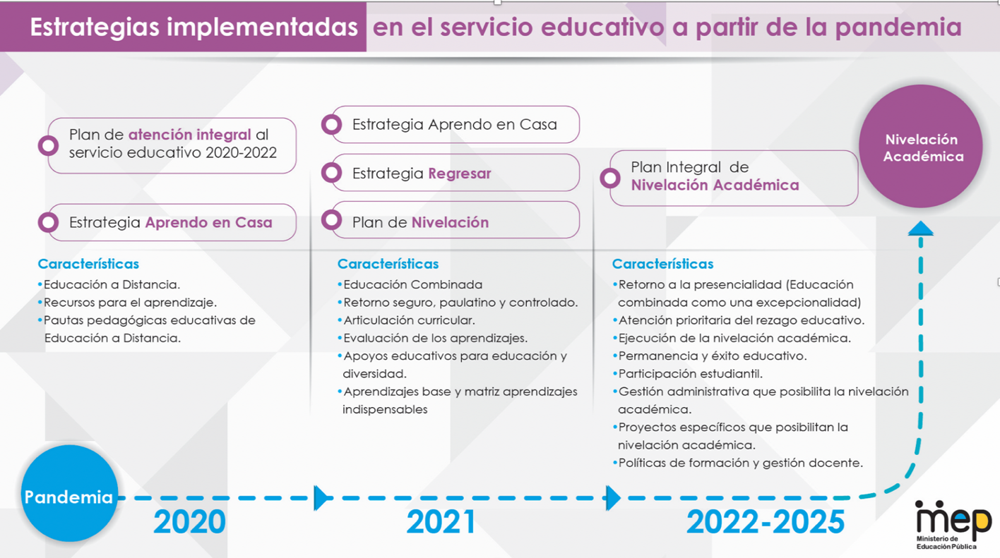 Estrategias implementadas en el servicio educativo a partir de la pandemia
Plan de atención integral al
servicio educativo 2020-2022
Estrategia Aprendo en Casa
Características
•Educación a Distancia.
•Recursos para el aprendizaje.
•Pautas pedagógicas educativas de
Educación a Distancia.
Estrategia Aprendo en Casa
Estrategia Regresar
Plan de Nivelación
Características
•Educación Combinada
•Retorno seguro, paulatino y controlado.
•Articulación curricular.
•Evaluación de los aprendizajes.
•Apoyos educativos para educación y
diversidad.
•Aprendizajes base y matriz aprendizajes
indispensables
Plan Integral de
Nivelación Académica
Características
•Retorno a la presencialidad (Educación
combinada como una excepcionalidad)
•Atención prioritaria del rezago educativo.
•Ejecución de la nivelación académica.
•Permanencia y éxito educativo.
•Participación estudiantil.
•Gestión administrativa que posibilita la nivelación
académica.
•Proyectos específicos que posibilitan la
nivelación académica.
•Políticas de formación y gestión docente.
Nivelación
Académica
Pandemia
2020
2021
2022-2025
mep
Ministerio de
Educación Pública